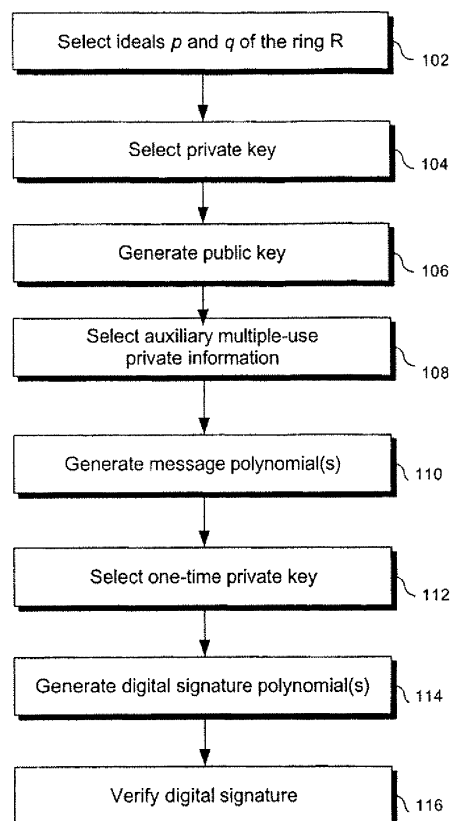 Select ideals p and q of the ring R
102
Select private key
104
Generate public key
106
Select auxiliary multiple-use
private information
108
Generate message polynomial(s)
110
Select one-time private key
112
Generate digital signature polynomial(s)
114
Verify digital signature
116